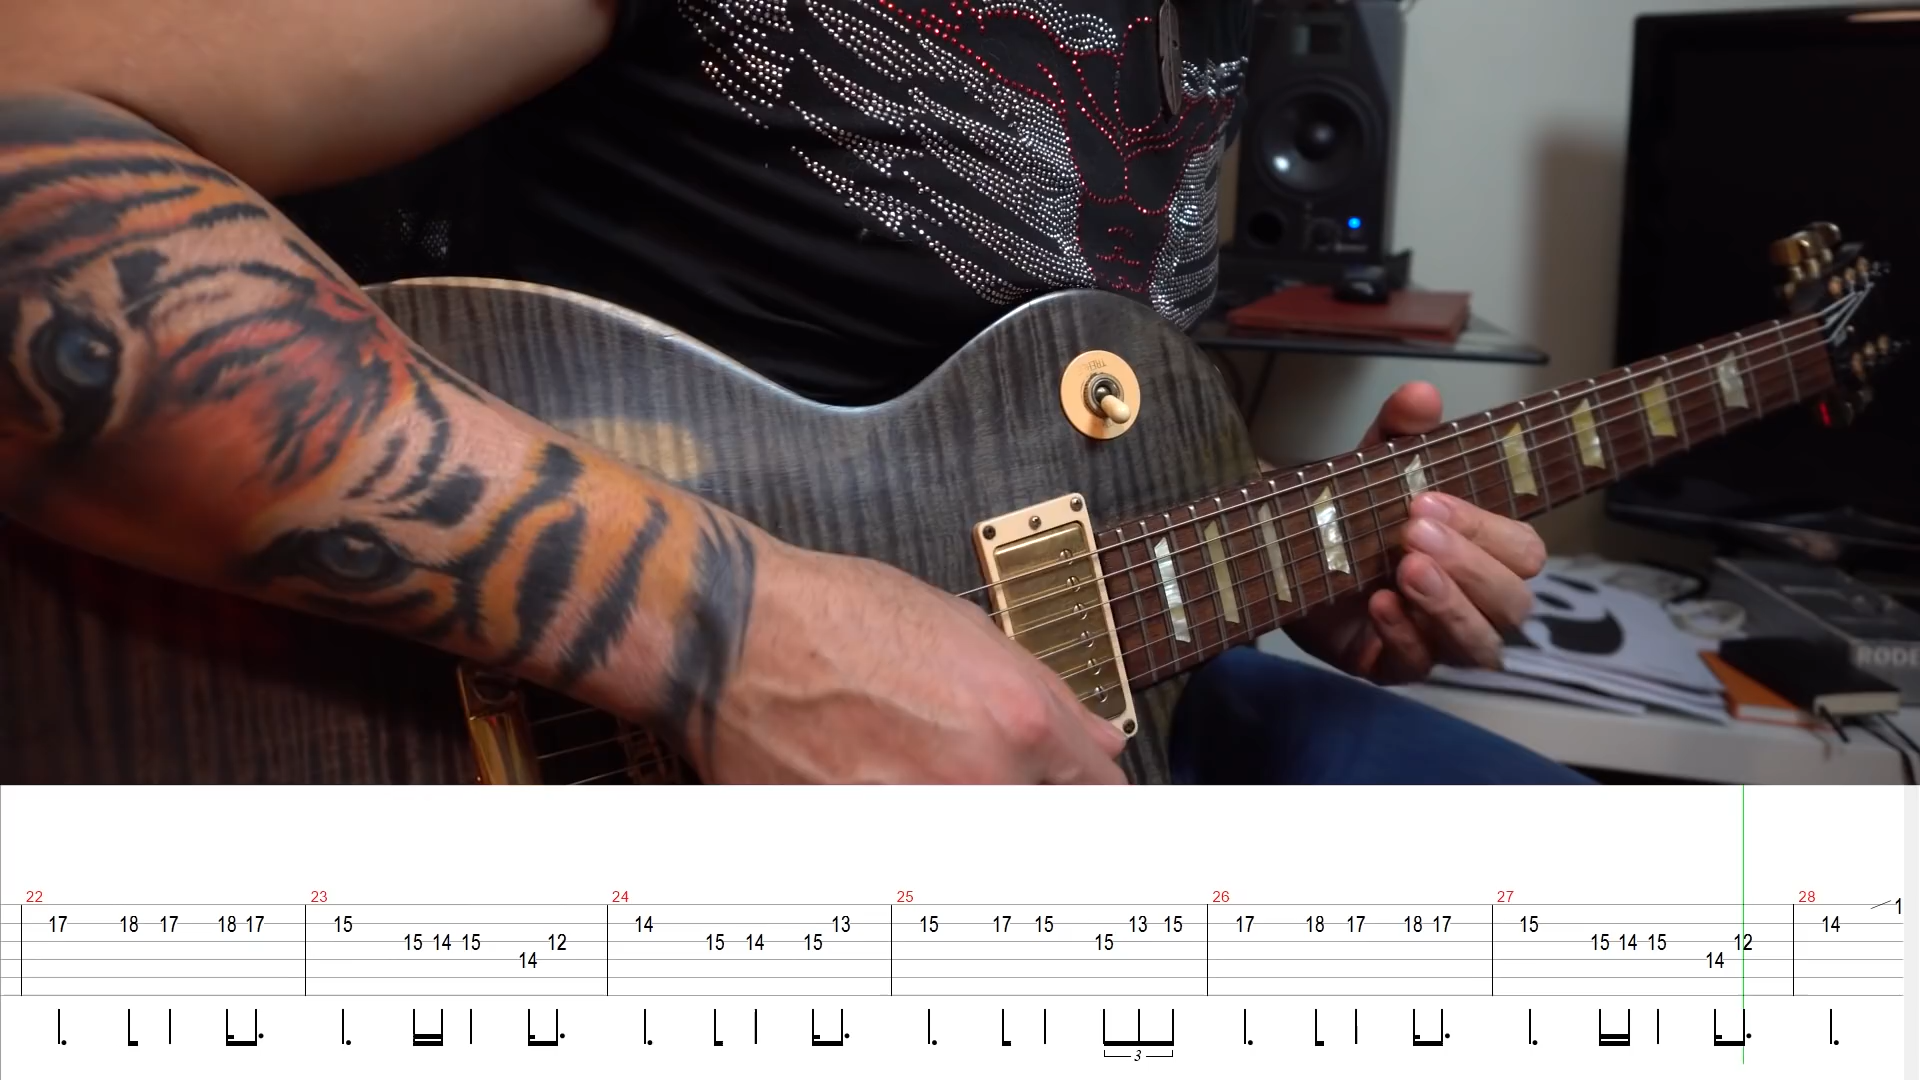 TREBLE
RODE
22 23 24 25 26 27 28
1
17 18 17 18 17 15 14 13 15 17 15 13 15 17 18 17 18 17 15 14
15 14 15 12 15 14 15 15 15 14 15 12
14 14
3